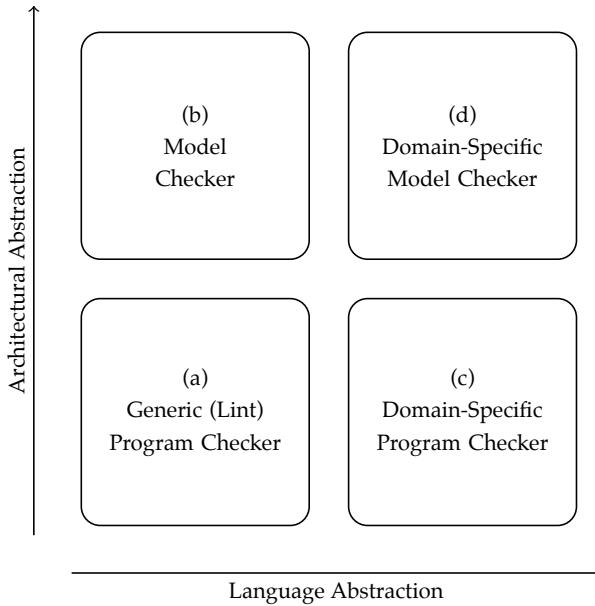 Architectural Abstraction
(b)
Model
Checker
(d)
Domain-Specific
Model Checker
(a)
Generic (Lint)
Program Checker
(c)
Domain-Specific
Program Checker
Language Abstraction